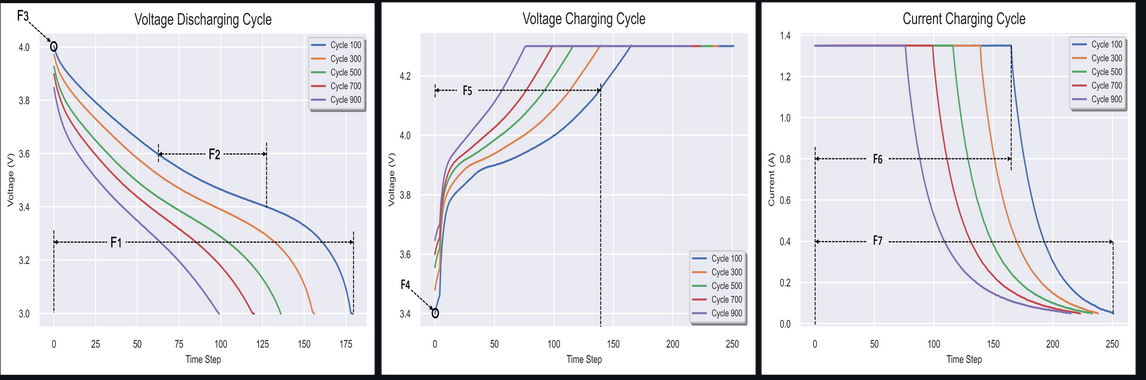 F3
Voltage Discharging Cycle
4.0
3.8
3.6
3.4
3.2
3.0
Voltage (V)
Cycle 100
Cycle 300
Cycle 500
Cycle 700
Cycle 900
F2
F1
0 25 50 75 100 125 150 175
Time Step
Voltage Charging Cycle
4.2
4.0
3.8
3.6
3.4
Voltage (V)
F5
F4
Cycle 100
Cycle 300
Cycle 500
Cycle 700
Cycle 900
0 50 100 150 200 250
Time Step
Current Charging Cycle
1.4
1.2
1.0
0.8
0.6
0.4
0.2
0.0
Current (A)
Cycle 100
Cycle 300
Cycle 500
Cycle 700
Cycle 900
F6
F7
0 50 100 150 200 250
Time Step